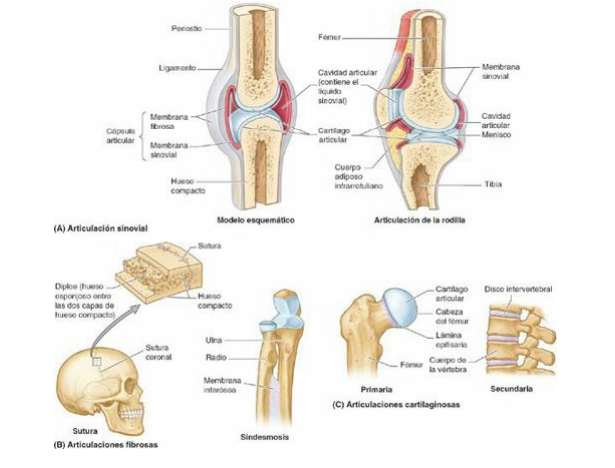 Periostio
Ligamento
Cápsula
articular
Membrana
fibrosa
Membrana
sinovial
Hueso
compacto
Modelo esquemático
Fémur
Cavidad articular
(contiene el
líquido
sinovial)
Cartílago
articular
Cuerpo
adiposo
infrarrotuliano
Membrana
sinovial
Cavidad
articular
Menisco
Tibia
Articulación de la rodilla
(A) Articulación sinovial
Sutura
Diploe (hueso
esponjoso entre
las dos capas de
hueso compacto)
Hueso
compacto
Sutura
coronal
Sutura
(B) Articulaciones fibrosas
Ulna
Radio
Membrana
interósea
Sindesmosis
Cartílago
articular
Cabeza
del fémur
Lámina
epifisaria
Fémur
Primaria
Disco intervertebral
Cuerpo de
la vértebra
Secundaria
(C) Articulaciones cartilaginosas